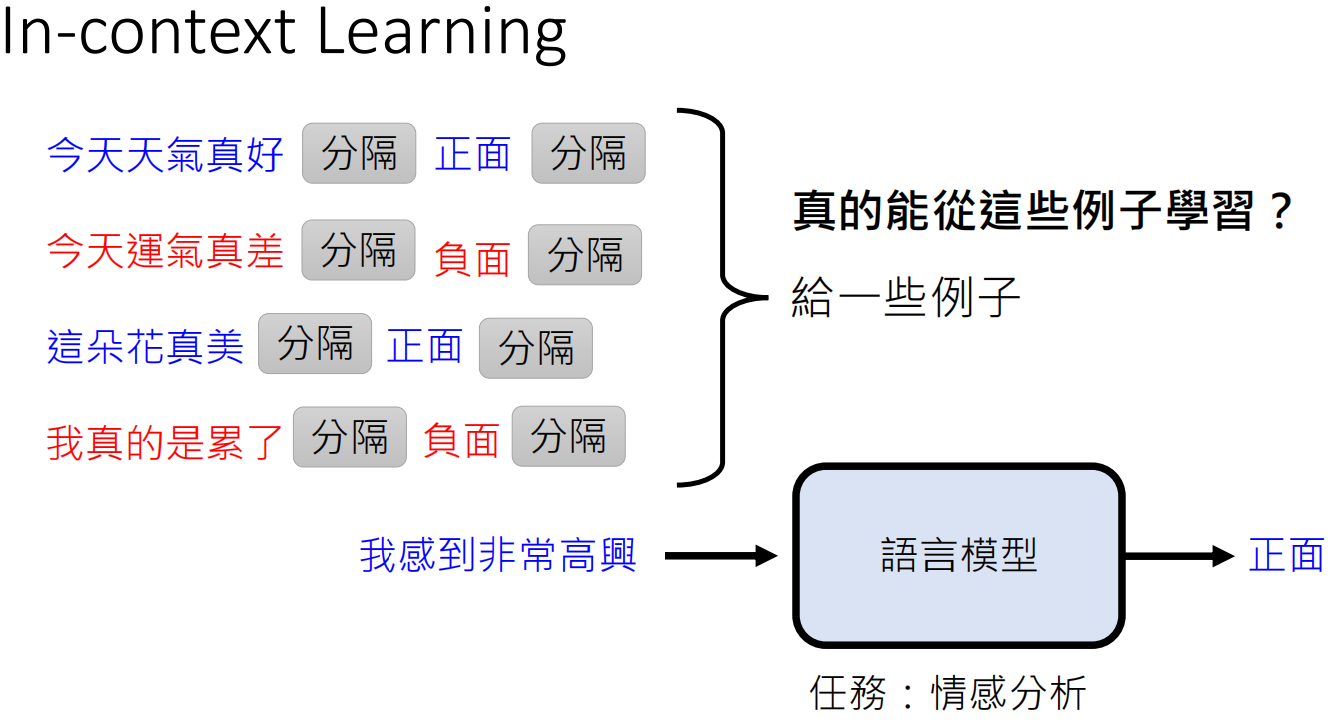 In-context Learning
今天天氣真好 分隔 正面 分隔
今天運氣真差 分隔 負面 分隔
這朵花真美 分隔 正面 分隔
我真的是累了 分隔 負面 分隔
真的能從這些例子學習？
給一些例子
我感到非常高興
語言模型
正面
任務：情感分析